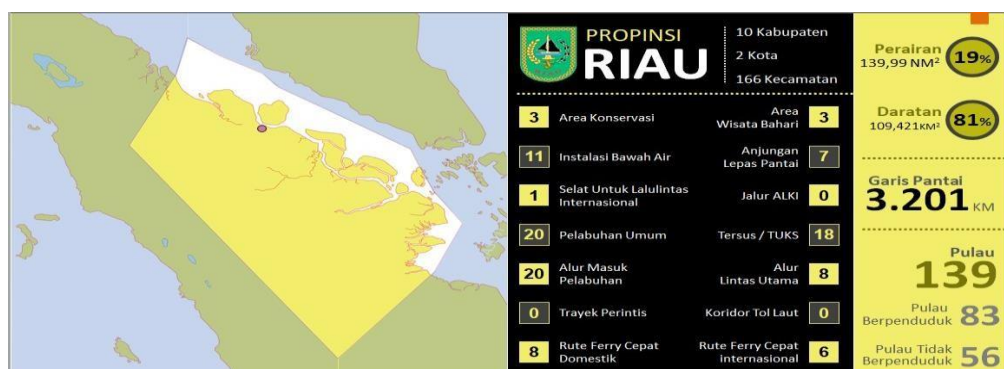 PROPINSI
RIAU
10 Kabupaten
2 Kota
166 Kecamatan
3 Area Konservasi
Area
Wisata Bahari 3
11 Instalasi Bawah Air
Anjungan
Lepas Pantai 7
1 Selat Untuk Lalulintas
Internasional
Jalur ALKI 0
20 Pelabuhan Umum
Tersus / TUKS 18
20 Alur Masuk
Pelabuhan
Alur
Lintas Utama 8
0 Trayek Perintis
Koridor Tol Laut 0
8 Rute Ferry Cepat
Domestik
Rute Ferry Cepat
internasional 6
Perairan
139,99 NM²
19%
Daratan
109,421KM²
81%
Garis Pantai
3.201 KM
Pulau
139
Pulau
Berpenduduk 83
Pulau Tidak
Berpenduduk 56